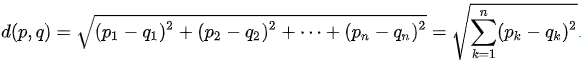 d(p, q) = √((p₁ − q₁)² + (p₂ − q₂)² + ⋯ + (pₙ − qₙ)²) = √(∑ₖ₌₁ⁿ (pₖ − qₖ)²).